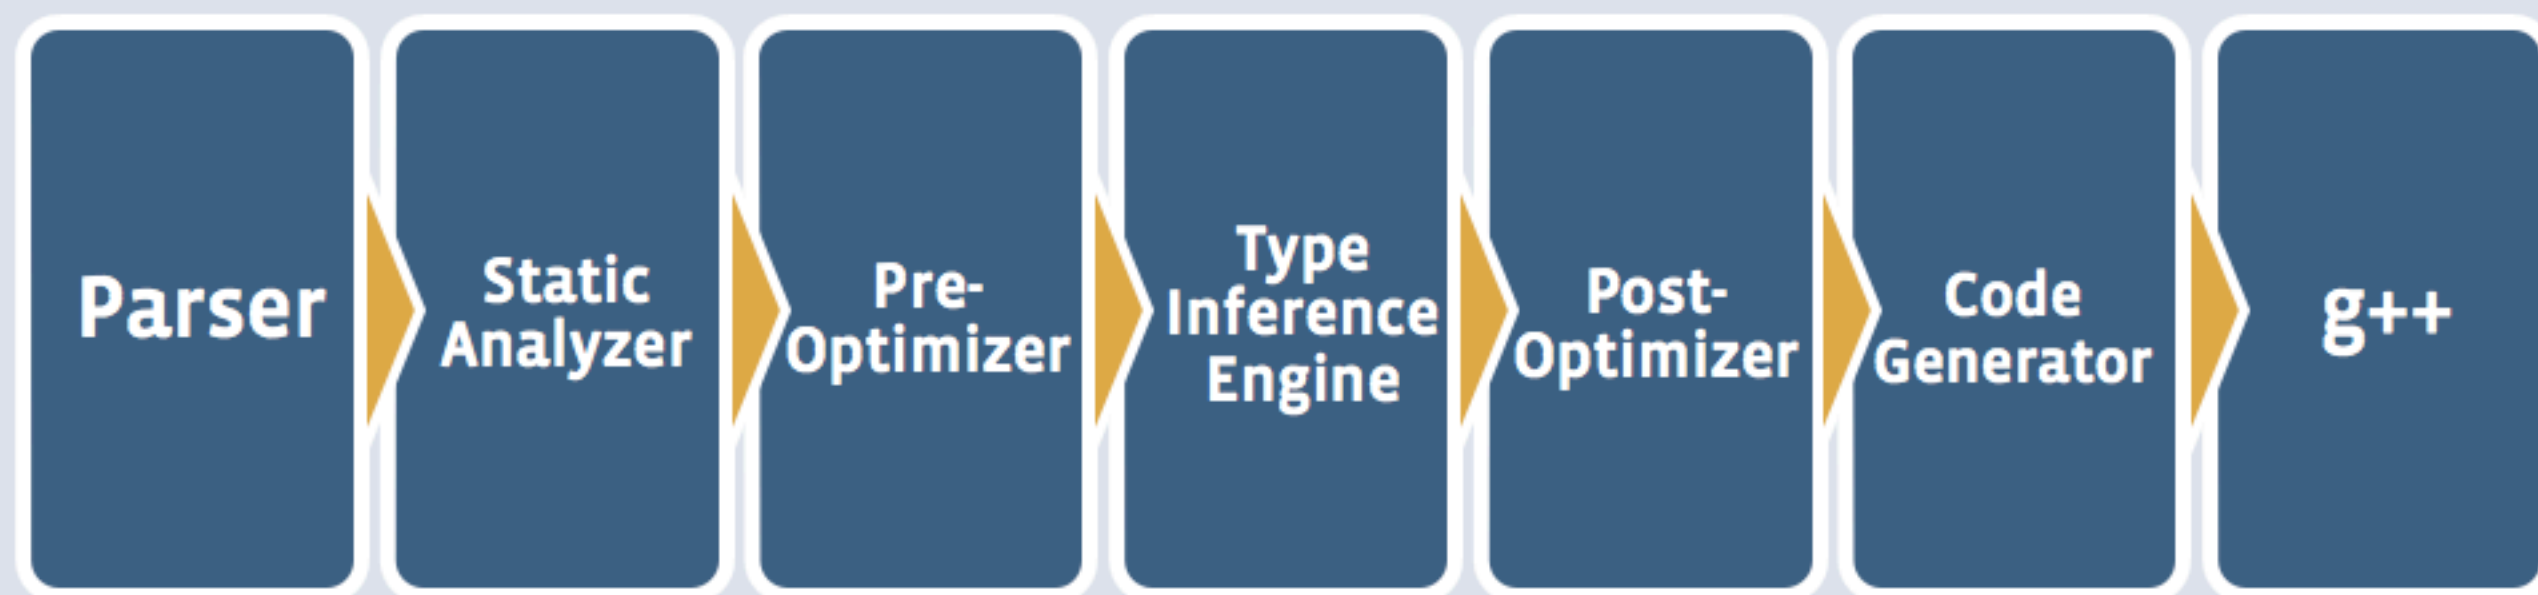 Parser
Static
Analyzer
Pre-
Optimizer
Type
Inference
Engine
Post-
Optimizer
Code
Generator
g++